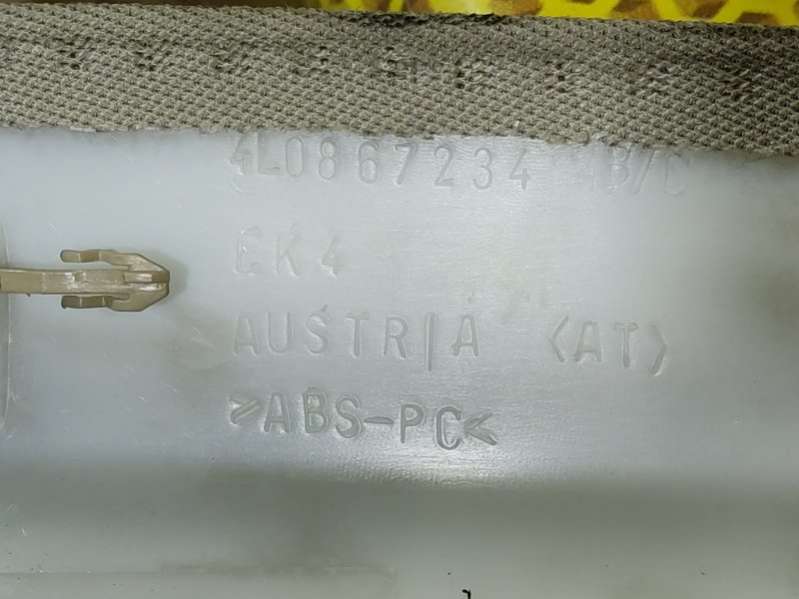 4L0867234 B/C
EK4
AUSTRIA <AT>
>ABS-PC<